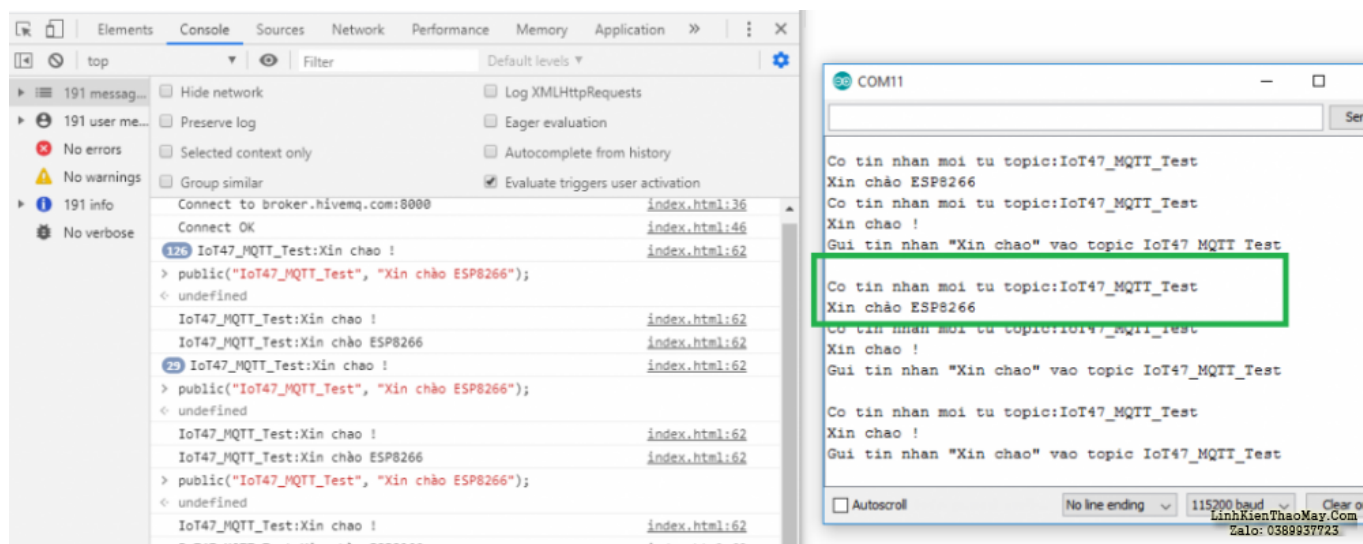 Elements Console Sources Network Performance Memory Application »
top Filter Default levels ▼
191 messag...
191 user me...
No errors
No warnings
191 info
No verbose
Hide network Log XMLHttpRequests
Preserve log Eager evaluation
Selected context only Autocomplete from history
Group similar Evaluate triggers user activation
Connect to broker.hivemq.com:8000 index.html:36
Connect OK index.html:46
126 IoT47_MQTT_Test:Xin chao ! index.html:62
> public("IoT47_MQTT_Test", "Xin chào ESP8266");
undefined
IoT47_MQTT_Test:Xin chao ! index.html:62
IoT47_MQTT_Test:Xin chào ESP8266 index.html:62
29 IoT47_MQTT_Test:Xin chao ! index.html:62
> public("IoT47_MQTT_Test", "Xin chào ESP8266");
undefined
IoT47_MQTT_Test:Xin chao ! index.html:62
IoT47_MQTT_Test:Xin chào ESP8266 index.html:62
> public("IoT47_MQTT_Test", "Xin chào ESP8266");
undefined
IoT47_MQTT_Test:Xin chao ! index.html:62
COM11
Ser
Co tin nhan moi tu topic:IoT47_MQTT_Test
Xin chào ESP8266
Co tin nhan moi tu topic:IoT47_MQTT_Test
Xin chao !
Gui tin nhan "Xin chao" vao topic IoT47_MQTT_Test
Co tin nhan moi tu topic:IoT47_MQTT_Test
Xin chào ESP8266
Co tin nhan moi tu topic:IoT47_MQTT_Test
Xin chao !
Gui tin nhan "Xin chao" vao topic IoT47_MQTT_Test
Co tin nhan moi tu topic:IoT47_MQTT_Test
Xin chao !
Gui tin nhan "Xin chao" vao topic IoT47_MQTT_Test
Autoscroll No line ending 115200 baud Clear o
LinhKienThaoMay.Com
Zalo: 0389937723